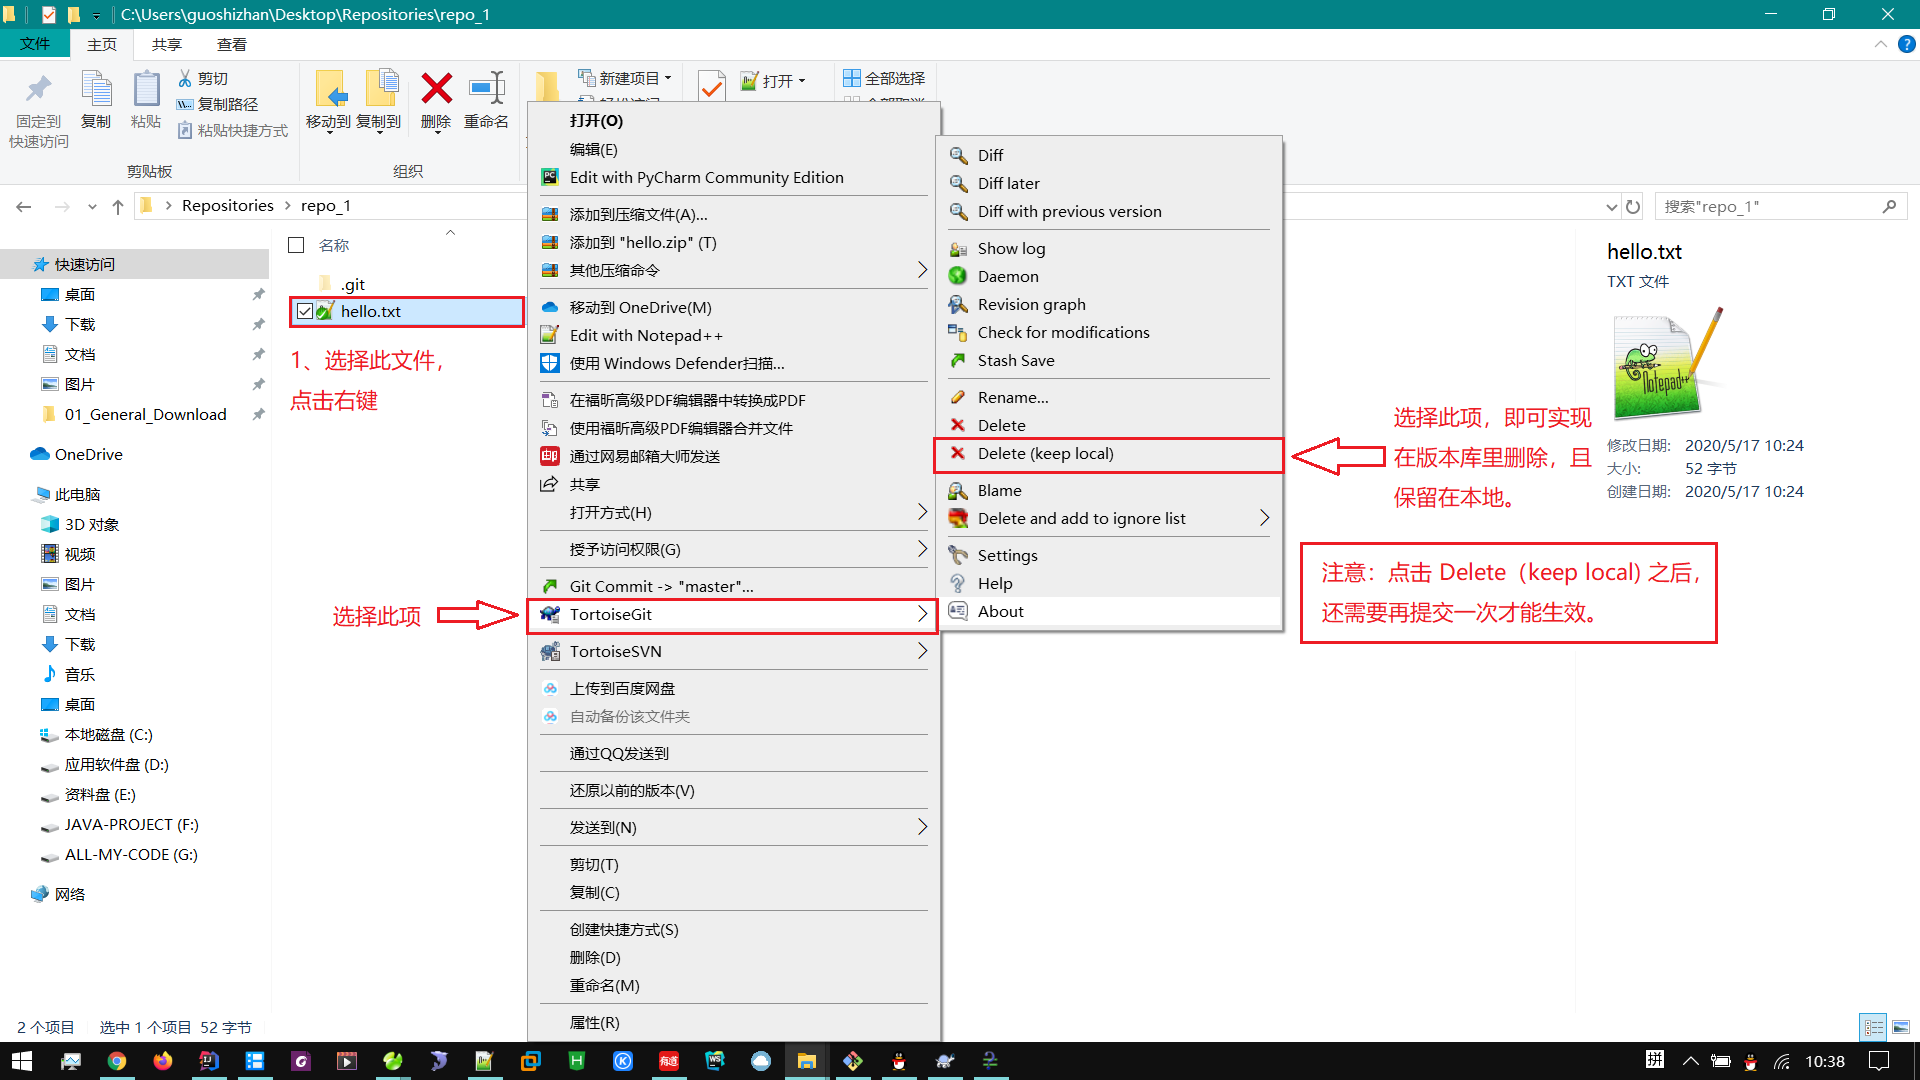 C:\Users\guoshizhan\Desktop\Repositories\repo_1
文件
主页
共享
查看
固定到
快速访问
复制
粘贴
剪切
复制路径
粘贴快捷方式
剪贴板
移动到
复制到
删除
重命名
组织
新建项目
打开
全部选择
Repositories
repo_1
搜索"repo_1"
快速访问
桌面
下载
文档
图片
01_General_Download
OneDrive
此电脑
3D 对象
视频
图片
文档
下载
音乐
桌面
本地磁盘 (C:)
应用软件盘 (D:)
资料盘 (E:)
JAVA-PROJECT (F:)
ALL-MY-CODE (G:)
网络
名称
.git
hello.txt
1、选择此文件，
点击右键
选择此项
打开(O)
编辑(E)
Edit with PyCharm Community Edition
添加到压缩文件(A)...
添加到 "hello.zip" (T)
其他压缩命令
移动到 OneDrive(M)
Edit with Notepad++
使用 Windows Defender扫描...
在福昕高级PDF编辑器中转换成PDF
使用福昕高级PDF编辑器合并文件
通过网易邮箱大师发送
共享
打开方式(H)
授予访问权限(G)
Git Commit -> "master"...
TortoiseGit
TortoiseSVN
上传到百度网盘
自动备份该文件夹
通过QQ发送到
还原以前的版本(V)
发送到(N)
剪切(T)
复制(C)
创建快捷方式(S)
删除(D)
重命名(M)
属性(R)
Diff
Diff later
Diff with previous version
Show log
Daemon
Revision graph
Check for modifications
Stash Save
Rename...
Delete
Delete (keep local)
Blame
Delete and add to ignore list
Settings
Help
About
选择此项，即可实现
在版本库里删除，且
保留在本地。
注意：点击 Delete（keep local) 之后，
还需要再提交一次才能生效。
hello.txt
TXT 文件
Notepad++
修改日期: 2020/5/17 10:24
大小: 52 字节
创建日期: 2020/5/17 10:24
2 个项目
选中 1 个项目 52 字节
拼
10:38